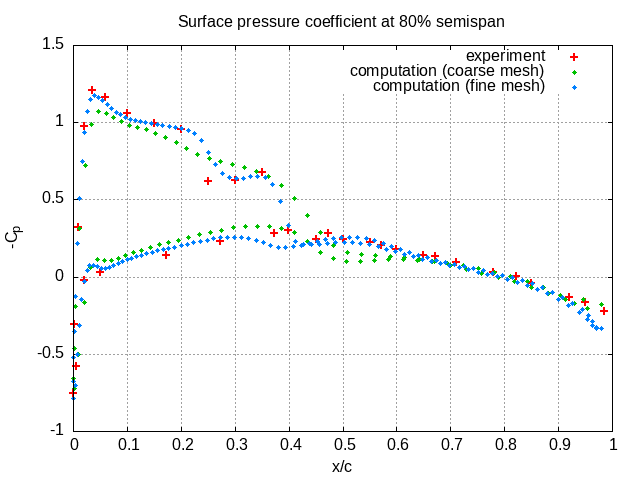 Surface pressure coefficient at 80% semispan
experiment
computation (coarse mesh)
computation (fine mesh)
1.5
1
0.5
0
-0.5
-1
-Cp
0 0.1 0.2 0.3 0.4 0.5 0.6 0.7 0.8 0.9 1
x/c